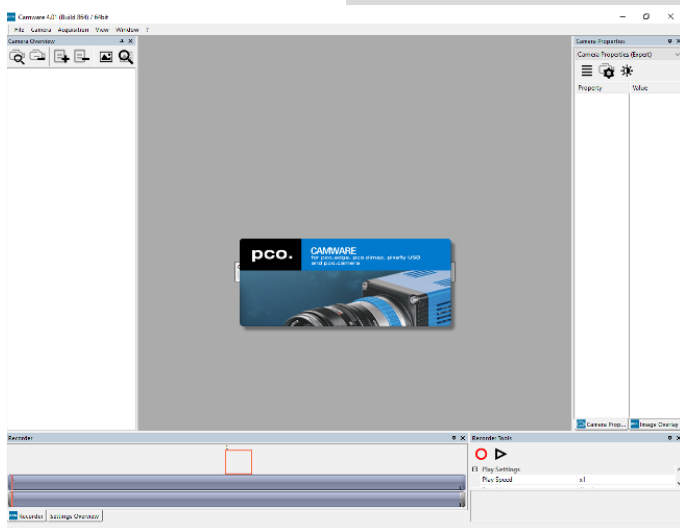 Camware 4.01 (Build 864) / 64bit
File Camera Acquisition View Window ?
Camera Overview
Camera Properties
Camera Properties (Expert)
Property Value
pco.
CAMWARE
for pco.edge, pco.dimax, pixelfly-USB
and pco.camera
Camera Prop... Image Overlay
Recorder
Recorder Tools
Play Settings
Play Speed x1
Recorder Settings Overview